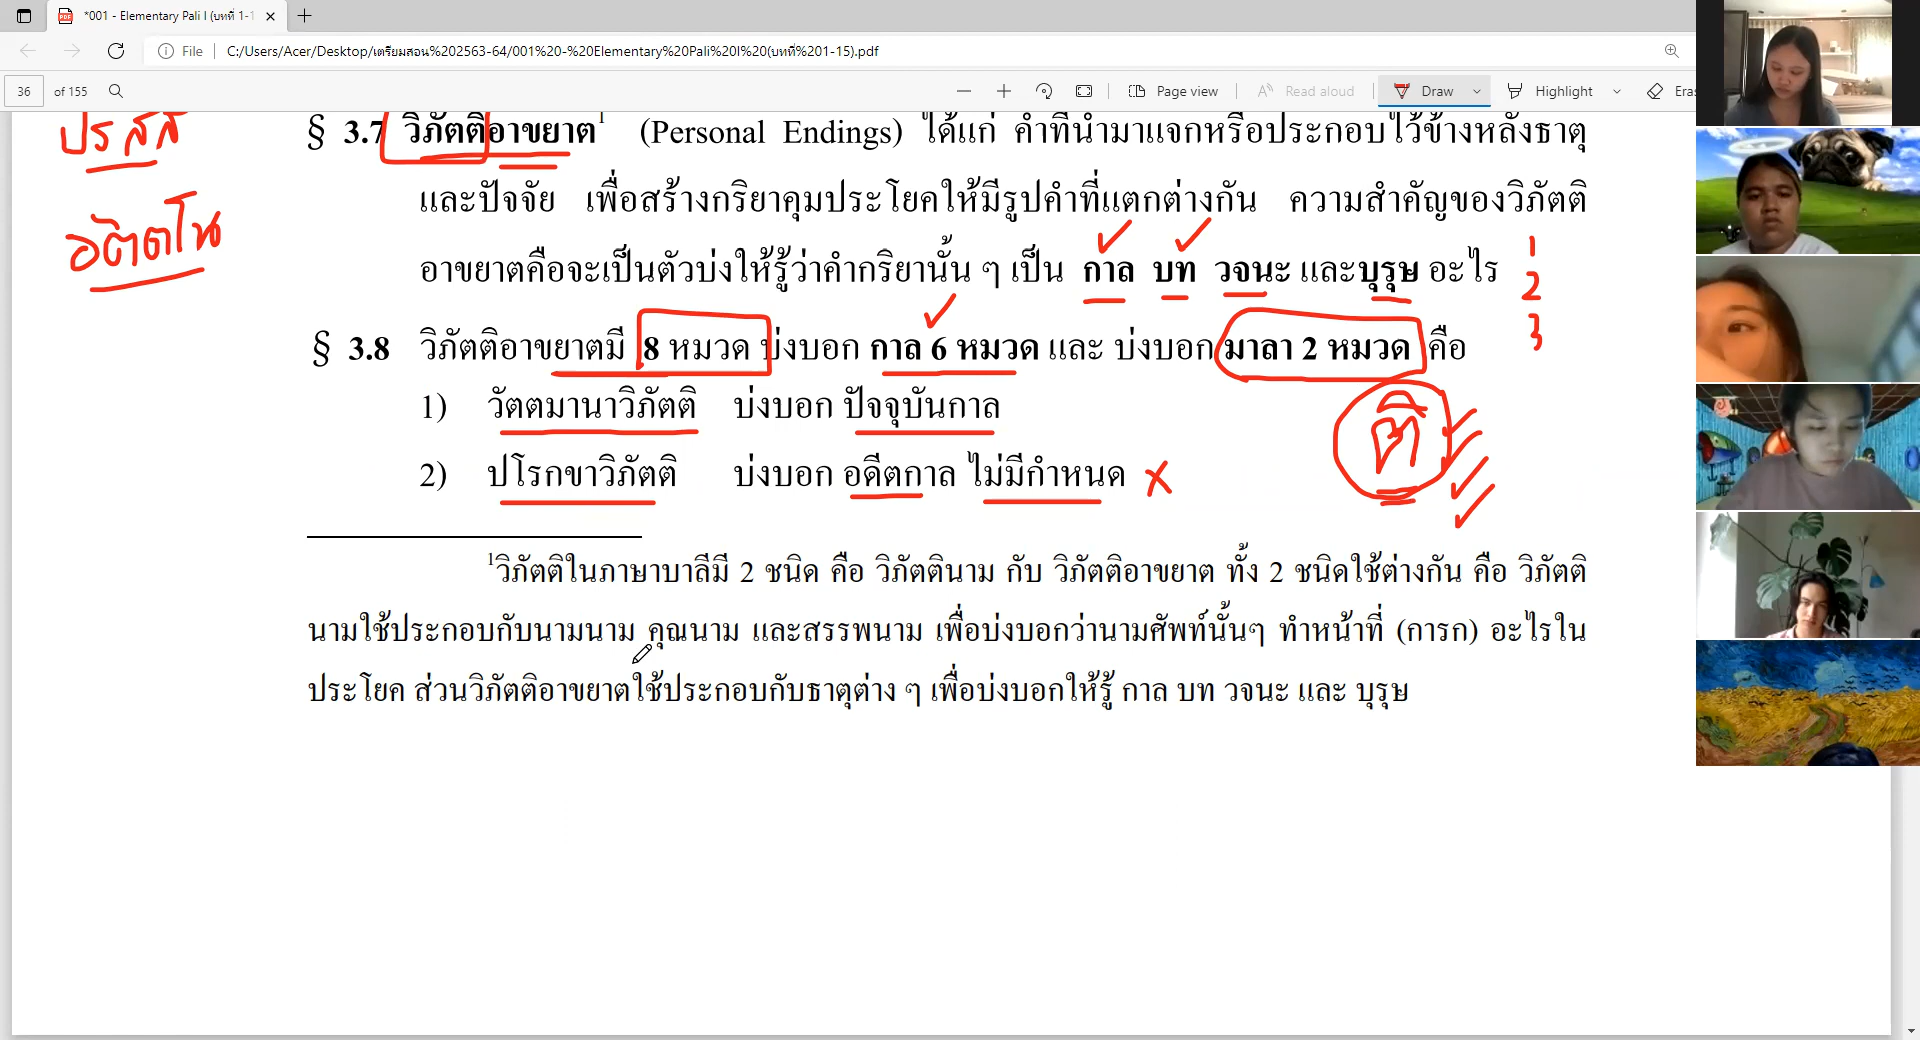 *001 - Elementary Pali I (บทที่ 1-1
File C:/Users/Acer/Desktop/เตรียมสอน%202563-64/001%20-%20Elementary%20Pali%20I%20(บทที่%201-15).pdf
36 of 155 Page view Read aloud Draw Highlight Eras
ปรสฺส
อตฺตโน
§ 3.7 วิภัตติอาขยาต1 (Personal Endings) ได้แก่ คำที่นำมาแจกหรือประกอบไว้ข้างหลังธาตุ
และปัจจัย เพื่อสร้างกริยาคุมประโยคให้มีรูปคำที่แตกต่างกัน ความสำคัญของวิภัตติ
อาขยาตคือจะเป็นตัวบ่งให้รู้ว่าคำกริยานั้น ๆ เป็น กาล บท วจนะ และบุรุษ อะไร
1
2
3
§ 3.8 วิภัตติอาขยาตมี 8 หมวด บ่งบอก กาล 6 หมวด และ บ่งบอก มาลา 2 หมวด คือ
1) วัตตมานาวิภัตติ บ่งบอก ปัจจุบันกาล
ติ
2) ปโรกขาวิภัตติ บ่งบอก อดีตกาล ไม่มีกำหนด
1วิภัตติในภาษาบาลีมี 2 ชนิด คือ วิภัตตินาม กับ วิภัตติอาขยาต ทั้ง 2 ชนิดใช้ต่างกัน คือ วิภัตติ
นามใช้ประกอบกับนามนาม คุณนาม และสรรพนาม เพื่อบ่งบอกว่านามศัพท์นั้นๆ ทำหน้าที่ (การก) อะไรใน
ประโยค ส่วนวิภัตติอาขยาตใช้ประกอบกับธาตุต่าง ๆ เพื่อบ่งบอกให้รู้ กาล บท วจนะ และ บุรุษ